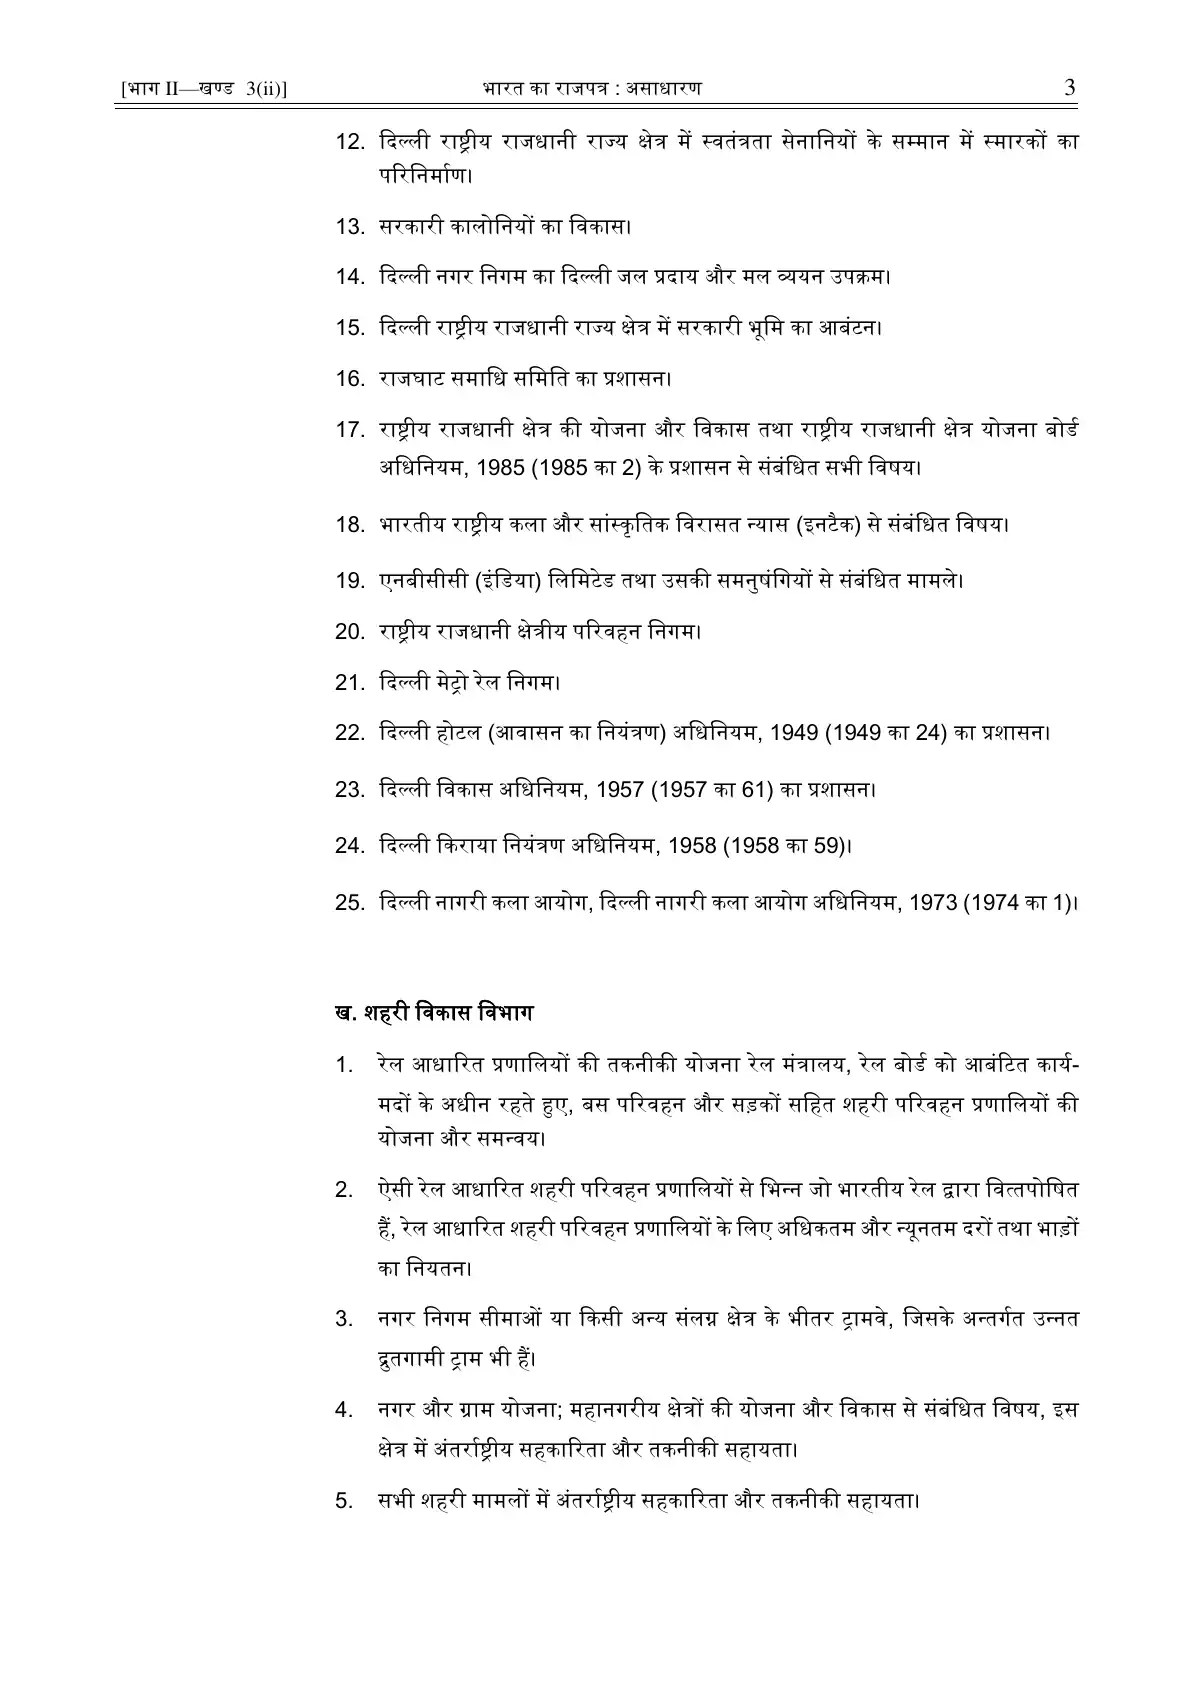 [भाग II—खण्ड 3(ii)] भारत का राजपत्र : असाधारण 3
12. दिल्ली राष्ट्रीय राजधानी राज्य क्षेत्र में स्वतंत्रता सेनानियों के सम्मान में स्मारकों का
परिनिर्माण।
13. सरकारी कालोनियों का विकास।
14. दिल्ली नगर निगम का दिल्ली जल प्रदाय और मल व्ययन उपक्रम।
15. दिल्ली राष्ट्रीय राजधानी राज्य क्षेत्र में सरकारी भूमि का आबंटन।
16. राजघाट समाधि समिति का प्रशासन।
17. राष्ट्रीय राजधानी क्षेत्र की योजना और विकास तथा राष्ट्रीय राजधानी क्षेत्र योजना बोर्ड
अधिनियम, 1985 (1985 का 2) के प्रशासन से संबंधित सभी विषय।
18. भारतीय राष्ट्रीय कला और सांस्कृतिक विरासत न्यास (इनटैक) से संबंधित विषय।
19. एनबीसीसी (इंडिया) लिमिटेड तथा उसकी समनुषंगियों से संबंधित मामले।
20. राष्ट्रीय राजधानी क्षेत्रीय परिवहन निगम।
21. दिल्ली मेट्रो रेल निगम।
22. दिल्ली होटल (आवासन का नियंत्रण) अधिनियम, 1949 (1949 का 24) का प्रशासन।
23. दिल्ली विकास अधिनियम, 1957 (1957 का 61) का प्रशासन।
24. दिल्ली किराया नियंत्रण अधिनियम, 1958 (1958 का 59)।
25. दिल्ली नागरी कला आयोग, दिल्ली नागरी कला आयोग अधिनियम, 1973 (1974 का 1)।
ख. शहरी विकास विभाग
1. रेल आधारित प्रणालियों की तकनीकी योजना रेल मंत्रालय, रेल बोर्ड को आबंटित कार्य-
मदों के अधीन रहते हुए, बस परिवहन और सड़कों सहित शहरी परिवहन प्रणालियों की
योजना और समन्वय।
2. ऐसी रेल आधारित शहरी परिवहन प्रणालियों से भिन्न जो भारतीय रेल द्वारा वित्तपोषित
हैं, रेल आधारित शहरी परिवहन प्रणालियों के लिए अधिकतम और न्यूनतम दरों तथा भाड़ों
का नियतन।
3. नगर निगम सीमाओं या किसी अन्य संलग्न क्षेत्र के भीतर ट्रामवे, जिसके अन्तर्गत उन्नत
द्रुतगामी ट्राम भी हैं।
4. नगर और ग्राम योजना; महानगरीय क्षेत्रों की योजना और विकास से संबंधित विषय, इस
क्षेत्र में अंतर्राष्ट्रीय सहकारिता और तकनीकी सहायता।
5. सभी शहरी मामलों में अंतर्राष्ट्रीय सहकारिता और तकनीकी सहायता।